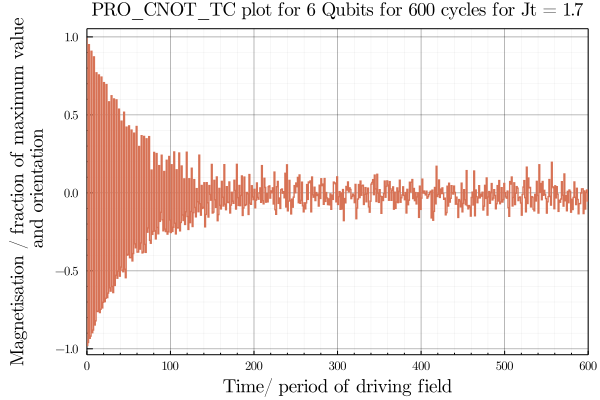 PRO_CNOT_TC plot for 6 Qubits for 600 cycles for Jt = 1.7
Magnetisation / fraction of maximum value
and orientation
1.0
0.5
0.0
−0.5
−1.0
0 100 200 300 400 500 600
Time/ period of driving field